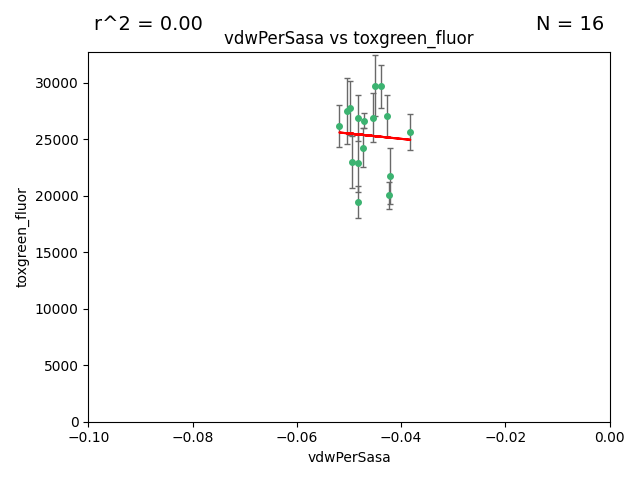 r^2 = 0.00
N = 16
vdwPerSasa vs toxgreen_fluor
30000
25000
20000
15000
10000
5000
0
toxgreen_fluor
−0.10
−0.08
−0.06
−0.04
−0.02
0.00
vdwPerSasa